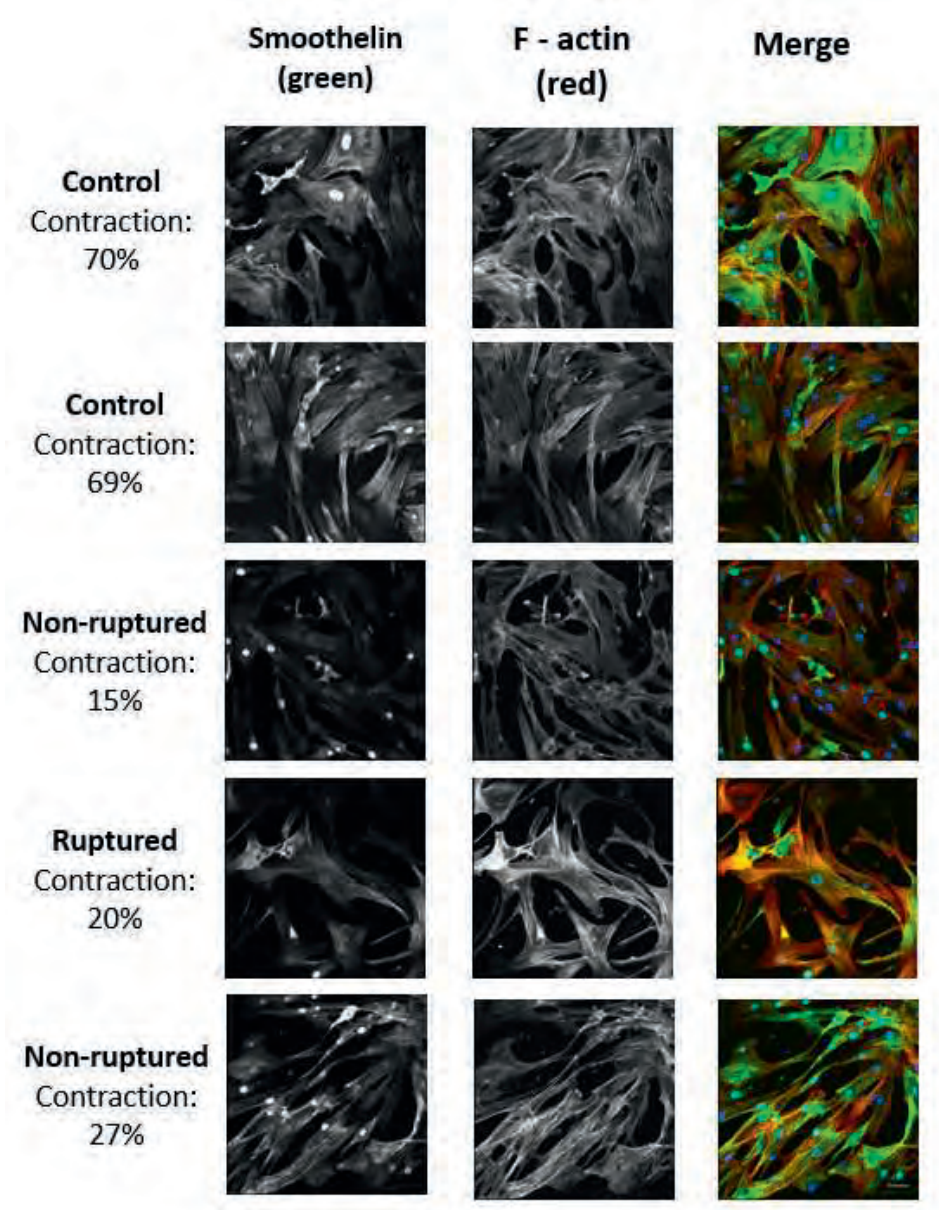 Smoothelin
(green)
F - actin
(red)
Merge
Control
Contraction:
70%
Control
Contraction:
69%
Non-ruptured
Contraction:
15%
Ruptured
Contraction:
20%
Non-ruptured
Contraction:
27%